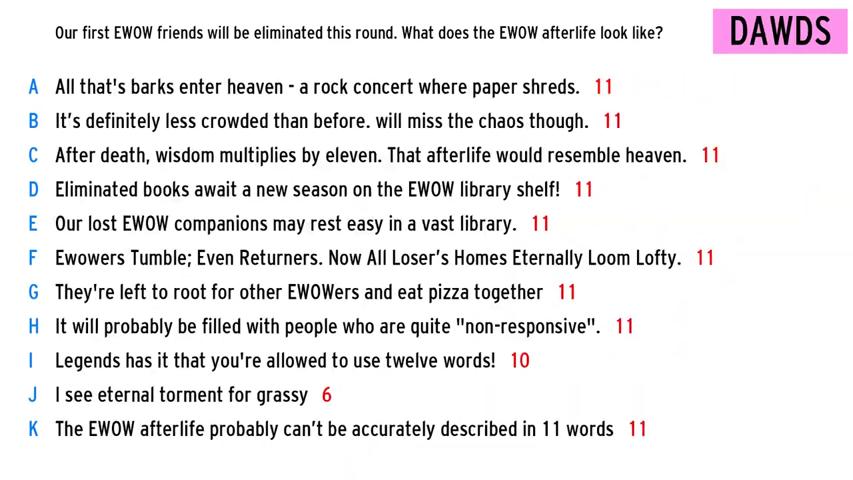 Our first EWOW friends will be eliminated this round. What does the EWOW afterlife look like?
DAWDS
A All that's barks enter heaven - a rock concert where paper shreds. 11
B It's definitely less crowded than before. will miss the chaos though. 11
C After death, wisdom multiplies by eleven. That afterlife would resemble heaven. 11
D Eliminated books await a new season on the EWOW library shelf! 11
E Our lost EWOW companions may rest easy in a vast library. 11
F Ewowers Tumble; Even Returners. Now All Loser's Homes Eternally Loom Lofty. 11
G They're left to root for other EWOWers and eat pizza together 11
H It will probably be filled with people who are quite "non-responsive". 11
I Legends has it that you're allowed to use twelve words! 10
J I see eternal torment for grassy 6
K The EWOW afterlife probably can't be accurately described in 11 words 11